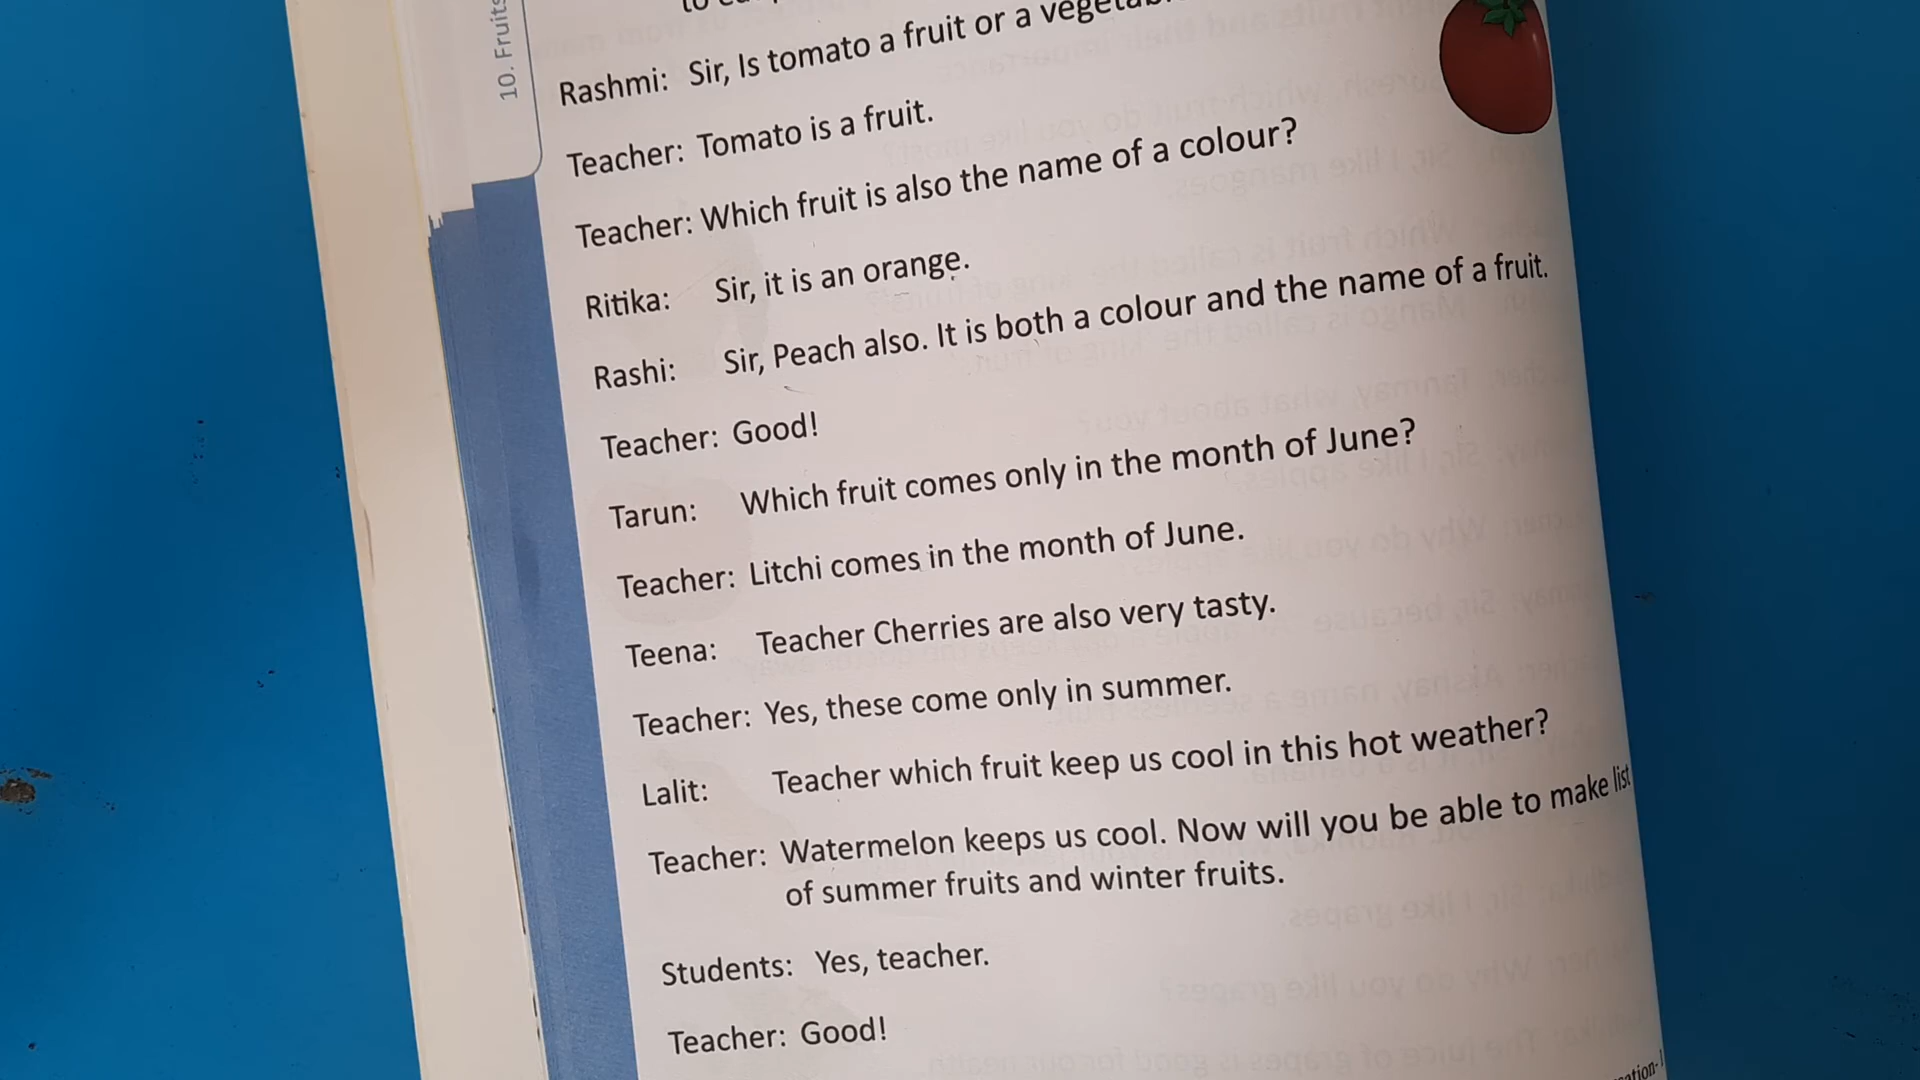 10. Fruits
Rashmi: Sir, Is tomato a fruit or a
Teacher: Tomato is a fruit.
Teacher: Which fruit is also the name of a colour?
Ritika: Sir, it is an orange.
Rashi: Sir, Peach also. It is both a colour and the name of a fruit.
Teacher: Good!
Tarun: Which fruit comes only in the month of June?
Teacher: Litchi comes in the month of June.
Teena: Teacher Cherries are also very tasty.
Teacher: Yes, these come only in summer.
Lalit: Teacher which fruit keep us cool in this hot weather?
Teacher: Watermelon keeps us cool. Now will you be able to make list
of summer fruits and winter fruits.
Students: Yes, teacher.
Teacher: Good!